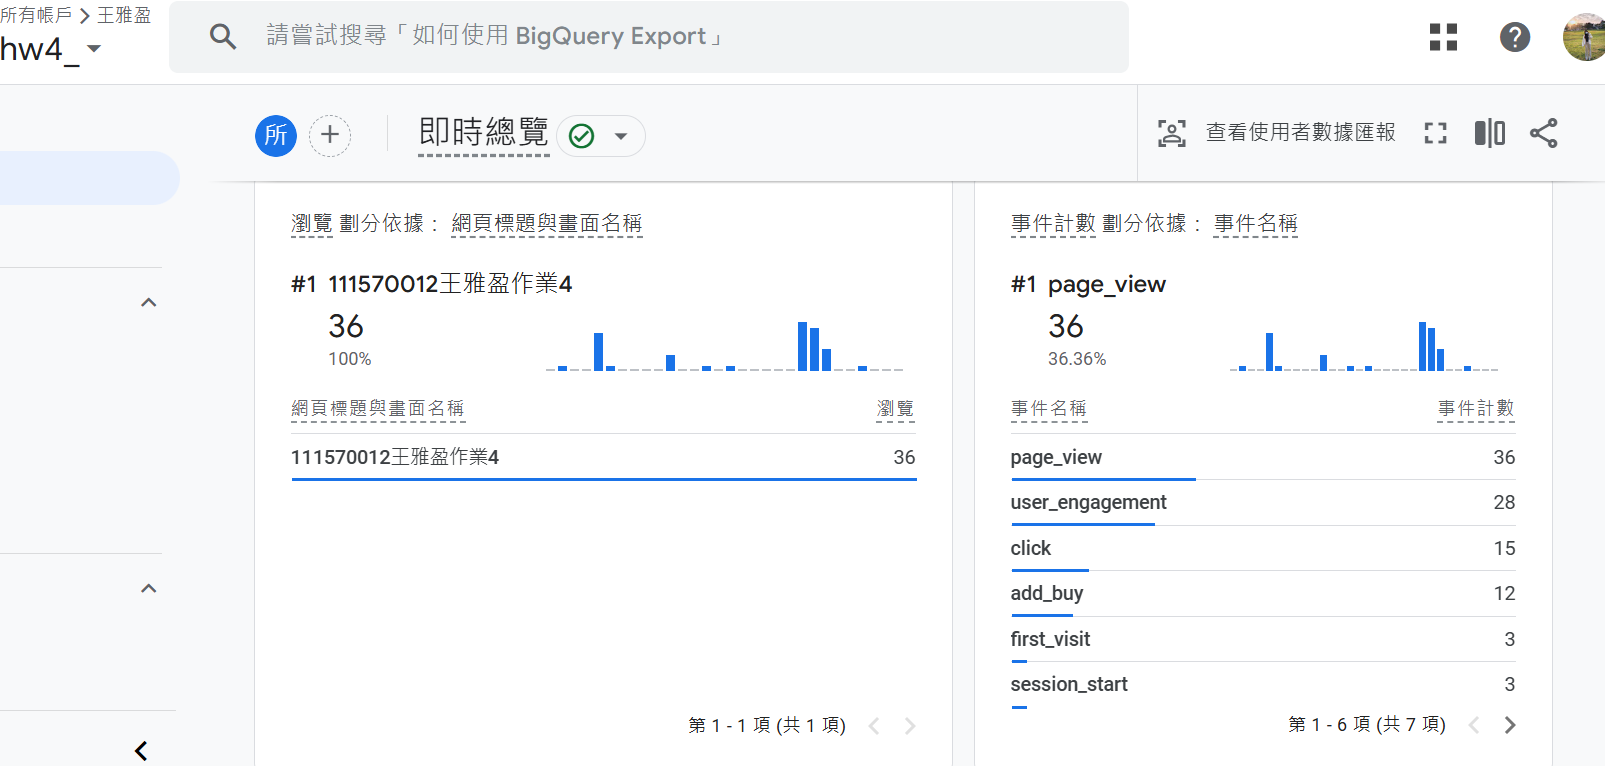 所有帳戶 > 王雅盈
hw4_
請嘗試搜尋「如何使用 BigQuery Export」
所
即時總覽
查看使用者數據匯報
瀏覽 劃分依據： 網頁標題與畫面名稱
#1 111570012王雅盈作業4
36
100%
網頁標題與畫面名稱 瀏覽
111570012王雅盈作業4 36
第 1 - 1 項 (共 1 項)
事件計數 劃分依據： 事件名稱
#1 page_view
36
36.36%
事件名稱 事件計數
page_view 36
user_engagement 28
click 15
add_buy 12
first_visit 3
session_start 3
第 1 - 6 項 (共 7 項)